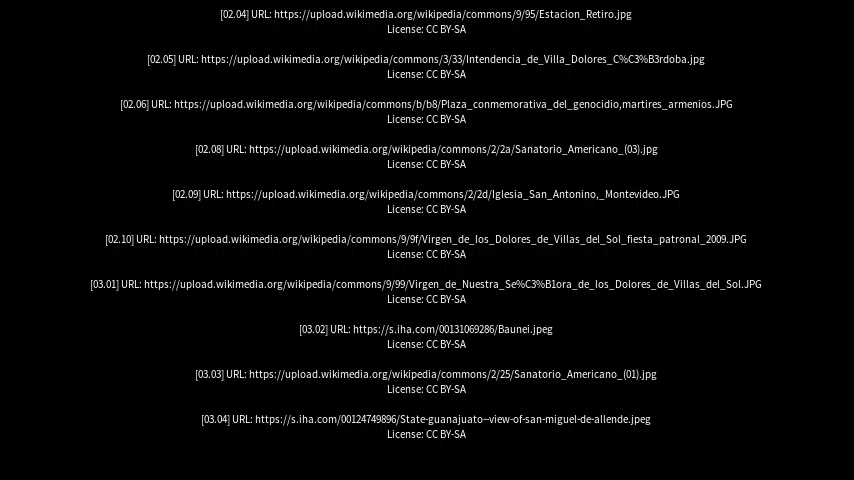 [02.04] URL: https://upload.wikimedia.org/wikipedia/commons/9/95/Estacion_Retiro.jpg
License: CC BY-SA
[02.05] URL: https://upload.wikimedia.org/wikipedia/commons/3/33/Intendencia_de_Villa_Dolores_C%C3%B3rdoba.jpg
License: CC BY-SA
[02.06] URL: https://upload.wikimedia.org/wikipedia/commons/b/b8/Plaza_conmemorativa_del_genocidio,martires_armenios.JPG
License: CC BY-SA
[02.08] URL: https://upload.wikimedia.org/wikipedia/commons/2/2a/Sanatorio_Americano_(03).jpg
License: CC BY-SA
[02.09] URL: https://upload.wikimedia.org/wikipedia/commons/2/2d/Iglesia_San_Antonino,_Montevideo.JPG
License: CC BY-SA
[02.10] URL: https://upload.wikimedia.org/wikipedia/commons/9/9f/Virgen_de_los_Dolores_de_Villas_del_Sol_fiesta_patronal_2009.JPG
License: CC BY-SA
[03.01] URL: https://upload.wikimedia.org/wikipedia/commons/9/99/Virgen_de_Nuestra_Se%C3%B1ora_de_los_Dolores_de_Villas_del_Sol.JPG
License: CC BY-SA
[03.02] URL: https://s.iha.com/00131069286/Baunei.jpeg
License: CC BY-SA
[03.03] URL: https://upload.wikimedia.org/wikipedia/commons/2/25/Sanatorio_Americano_(01).jpg
License: CC BY-SA
[03.04] URL: https://s.iha.com/00124749896/State-guanajuato--view-of-san-miguel-de-allende.jpeg
License: CC BY-SA